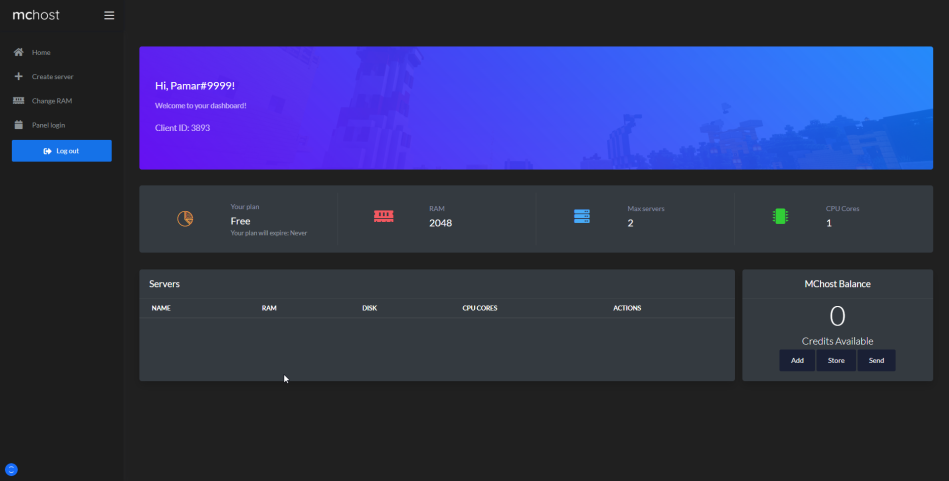 mchost
Home
Create server
Change RAM
Panel login
Log out
Hi, Pamar#9999!
Welcome to your dashboard!
Client ID: 3893
Your plan
Free
Your plan will expire: Never
RAM
2048
Max servers
2
CPU Cores
1
Servers
NAME RAM DISK CPU CORES ACTIONS
MChost Balance
0
Credits Available
Add Store Send